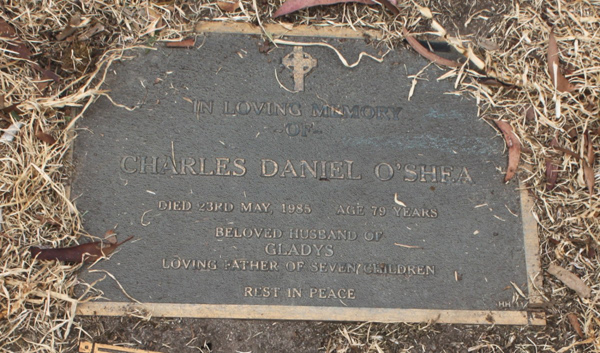 IN LOVING MEMORY
-OF-
CHARLES DANIEL O'SHEA
DIED 23RD MAY, 1985 AGE 79 YEARS
BELOVED HUSBAND OF
GLADYS
LOVING FATHER OF SEVEN CHILDREN
REST IN PEACE